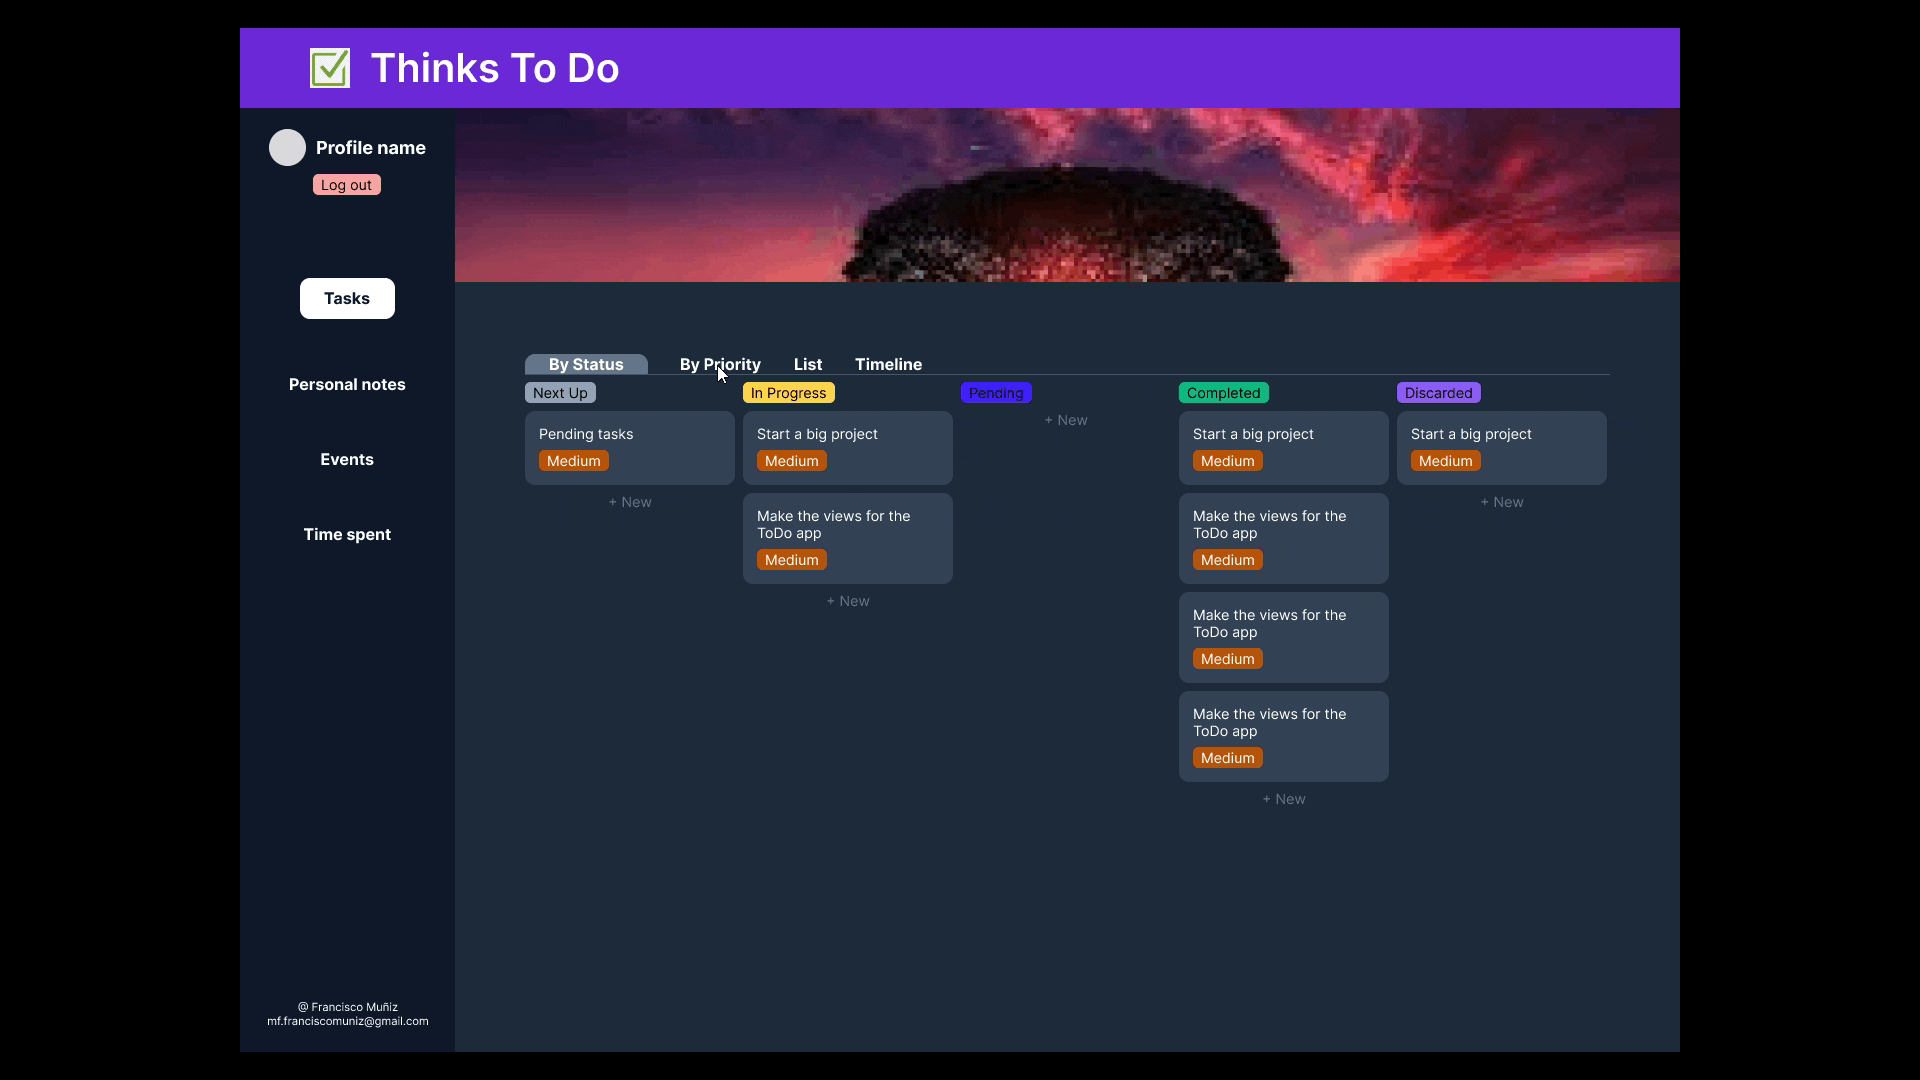 Thinks To Do
Profile name
Log out
Tasks
Personal notes
Events
Time spent
@ Francisco Muñiz
mf.franciscomuniz@gmail.com
By Status
By Priority
List
Timeline
Next Up
Pending tasks
Medium
+ New
In Progress
Start a big project
Medium
Make the views for the
ToDo app
Medium
+ New
Pending
+ New
Completed
Start a big project
Medium
Make the views for the
ToDo app
Medium
Make the views for the
ToDo app
Medium
Make the views for the
ToDo app
Medium
+ New
Discarded
Start a big project
Medium
+ New